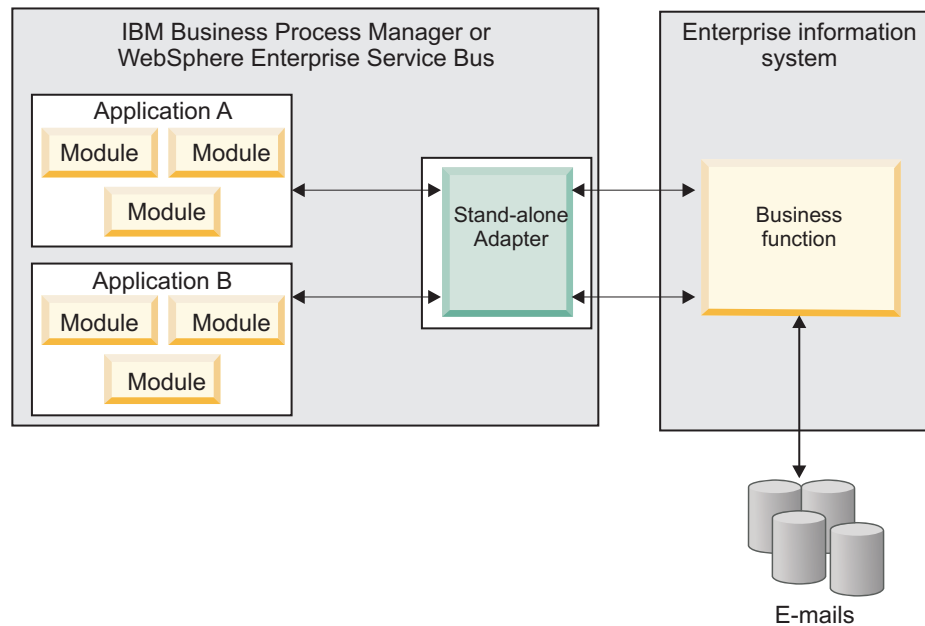 IBM Business Process Manager or
WebSphere Enterprise Service Bus
Application A
Module
Module
Module
Application B
Module
Module
Module
Stand-alone
Adapter
Enterprise information
system
Business
function
E-mails